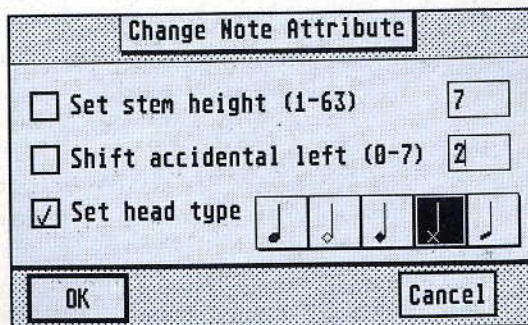 Change Note Attribute
Set stem height (1-63) 7
Shift accidental left (0-7) 2
Set head type
OK Cancel